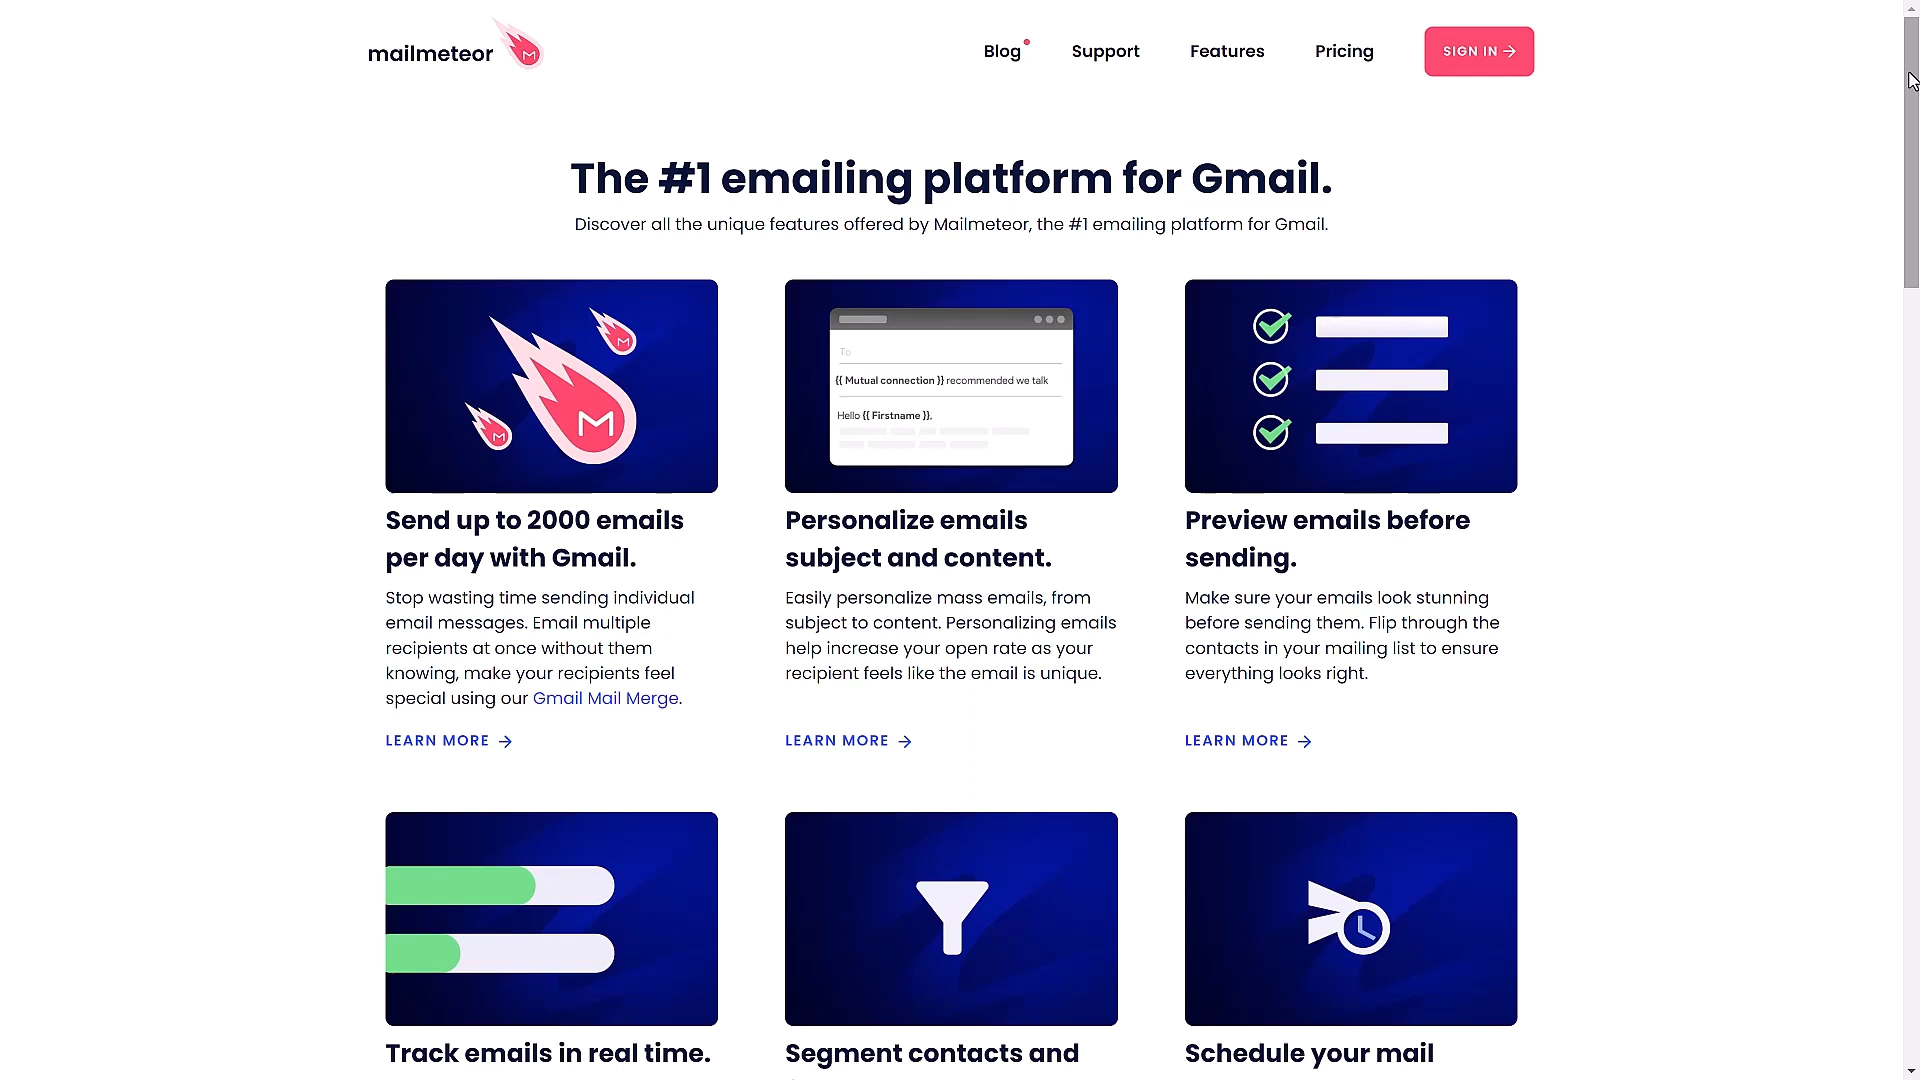 mailmeteor
Blog
Support
Features
Pricing
SIGN IN
The #1 emailing platform for Gmail.
Discover all the unique features offered by Mailmeteor, the #1 emailing platform for Gmail.
To
{{ Mutual connection }} recommended we talk
Hello {{ Firstname }}.
Send up to 2000 emails
per day with Gmail.
Stop wasting time sending individual
email messages. Email multiple
recipients at once without them
knowing, make your recipients feel
special using our Gmail Mail Merge.
LEARN MORE
Personalize emails
subject and content.
Easily personalize mass emails, from
subject to content. Personalizing emails
help increase your open rate as your
recipient feels like the email is unique.
LEARN MORE
Preview emails before
sending.
Make sure your emails look stunning
before sending them. Flip through the
contacts in your mailing list to ensure
everything looks right.
LEARN MORE
Track emails in real time.
Segment contacts and
Schedule your mail